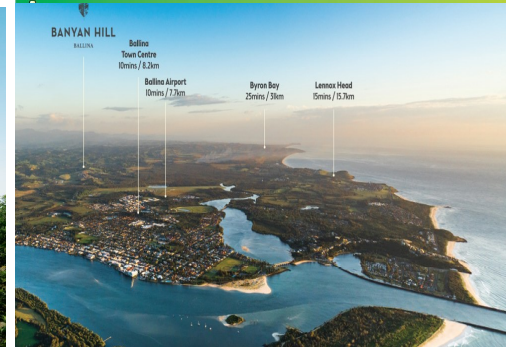 BANYAN HILL
BALLINA
Ballina
Town Centre
10mins / 8.2km
Ballina Airport
10mins / 7.7km
Byron Bay
25mins / 31km
Lennox Head
15mins / 15.7km